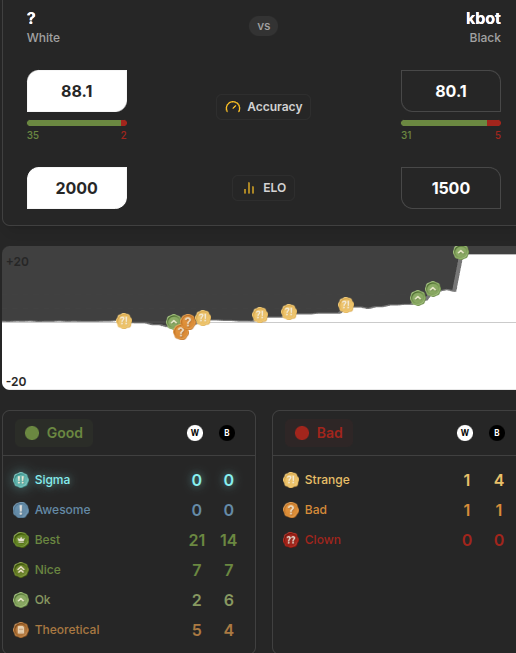 ? kbot
White vs Black
88.1 Accuracy 80.1
35 2 31 5
2000 ELO 1500
+20
-20
Good W B
Sigma 0 0
Awesome 0 0
Best 21 14
Nice 7 7
Ok 2 6
Theoretical 5 4
Bad W B
Strange 1 4
Bad 1 1
Clown 0 0